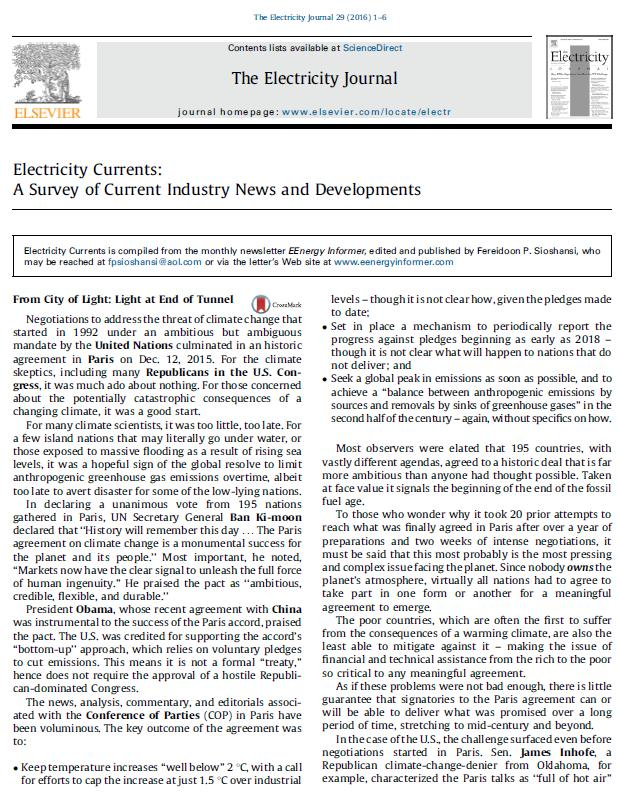 The Electricity Journal 29 (2016) 1–6
Contents lists available at ScienceDirect
The Electricity Journal
journal homepage: www.elsevier.com/locate/electr
ELSEVIER
Electricity
Electricity Currents:
A Survey of Current Industry News and Developments
Electricity Currents is compiled from the monthly newsletter EEnergy Informer, edited and published by Fereidoon P. Sioshansi, who
may be reached at fpsioshansi@aol.com or via the letter's Web site at www.eenergyinformer.com
From City of Light: Light at End of Tunnel
CrossMark
Negotiations to address the threat of climate change that
started in 1992 under an ambitious but ambiguous
mandate by the United Nations culminated in an historic
agreement in Paris on Dec. 12, 2015. For the climate
skeptics, including many Republicans in the U.S. Con-
gress, it was much ado about nothing. For those concerned
about the potentially catastrophic consequences of a
changing climate, it was a good start.
For many climate scientists, it was too little, too late. For
a few island nations that may literally go under water, or
those exposed to massive flooding as a result of rising sea
levels, it was a hopeful sign of the global resolve to limit
anthropogenic greenhouse gas emissions overtime, albeit
too late to avert disaster for some of the low-lying nations.
In declaring a unanimous vote from 195 nations
gathered in Paris, UN Secretary General Ban Ki-moon
declared that "History will remember this day ... The Paris
agreement on climate change is a monumental success for
the planet and its people." Most important, he noted,
"Markets now have the clear signal to unleash the full force
of human ingenuity." He praised the pact as "ambitious,
credible, flexible, and durable."
President Obama, whose recent agreement with China
was instrumental to the success of the Paris accord, praised
the pact. The U.S. was credited for supporting the accord's
"bottom-up" approach, which relies on voluntary pledges
to cut emissions. This means it is not a formal "treaty,"
hence does not require the approval of a hostile Republi-
can-dominated Congress.
The news, analysis, commentary, and editorials associ-
ated with the Conference of Parties (COP) in Paris have
been voluminous. The key outcome of the agreement was
to:
• Keep temperature increases "well below" 2 °C, with a call
for efforts to cap the increase at just 1.5 °C over industrial
levels – though it is not clear how, given the pledges made
to date;
• Set in place a mechanism to periodically report the
progress against pledges beginning as early as 2018 –
though it is not clear what will happen to nations that do
not deliver; and
• Seek a global peak in emissions as soon as possible, and to
achieve a "balance between anthropogenic emissions by
sources and removals by sinks of greenhouse gases" in the
second half of the century – again, without specifics on how.
Most observers were elated that 195 countries, with
vastly different agendas, agreed to a historic deal that is far
more ambitious than anyone had thought possible. Taken
at face value it signals the beginning of the end of the fossil
fuel age.
To those who wonder why it took 20 prior attempts to
reach what was finally agreed in Paris after over a year of
preparations and two weeks of intense negotiations, it
must be said that this most probably is the most pressing
and complex issue facing the planet. Since nobody owns the
planet's atmosphere, virtually all nations had to agree to
take part in one form or another for a meaningful
agreement to emerge.
The poor countries, which are often the first to suffer
from the consequences of a warming climate, are also the
least able to mitigate against it – making the issue of
financial and technical assistance from the rich to the poor
so critical to any meaningful agreement.
As if these problems were not bad enough, there is little
guarantee that signatories to the Paris agreement can or
will be able to deliver what was promised over a long
period of time, stretching to mid-century and beyond.
In the case of the U.S., the challenge surfaced even before
negotiations started in Paris. Sen. James Inhofe, a
Republican climate-change-denier from Oklahoma, for
example, characterized the Paris talks as "full of hot air"